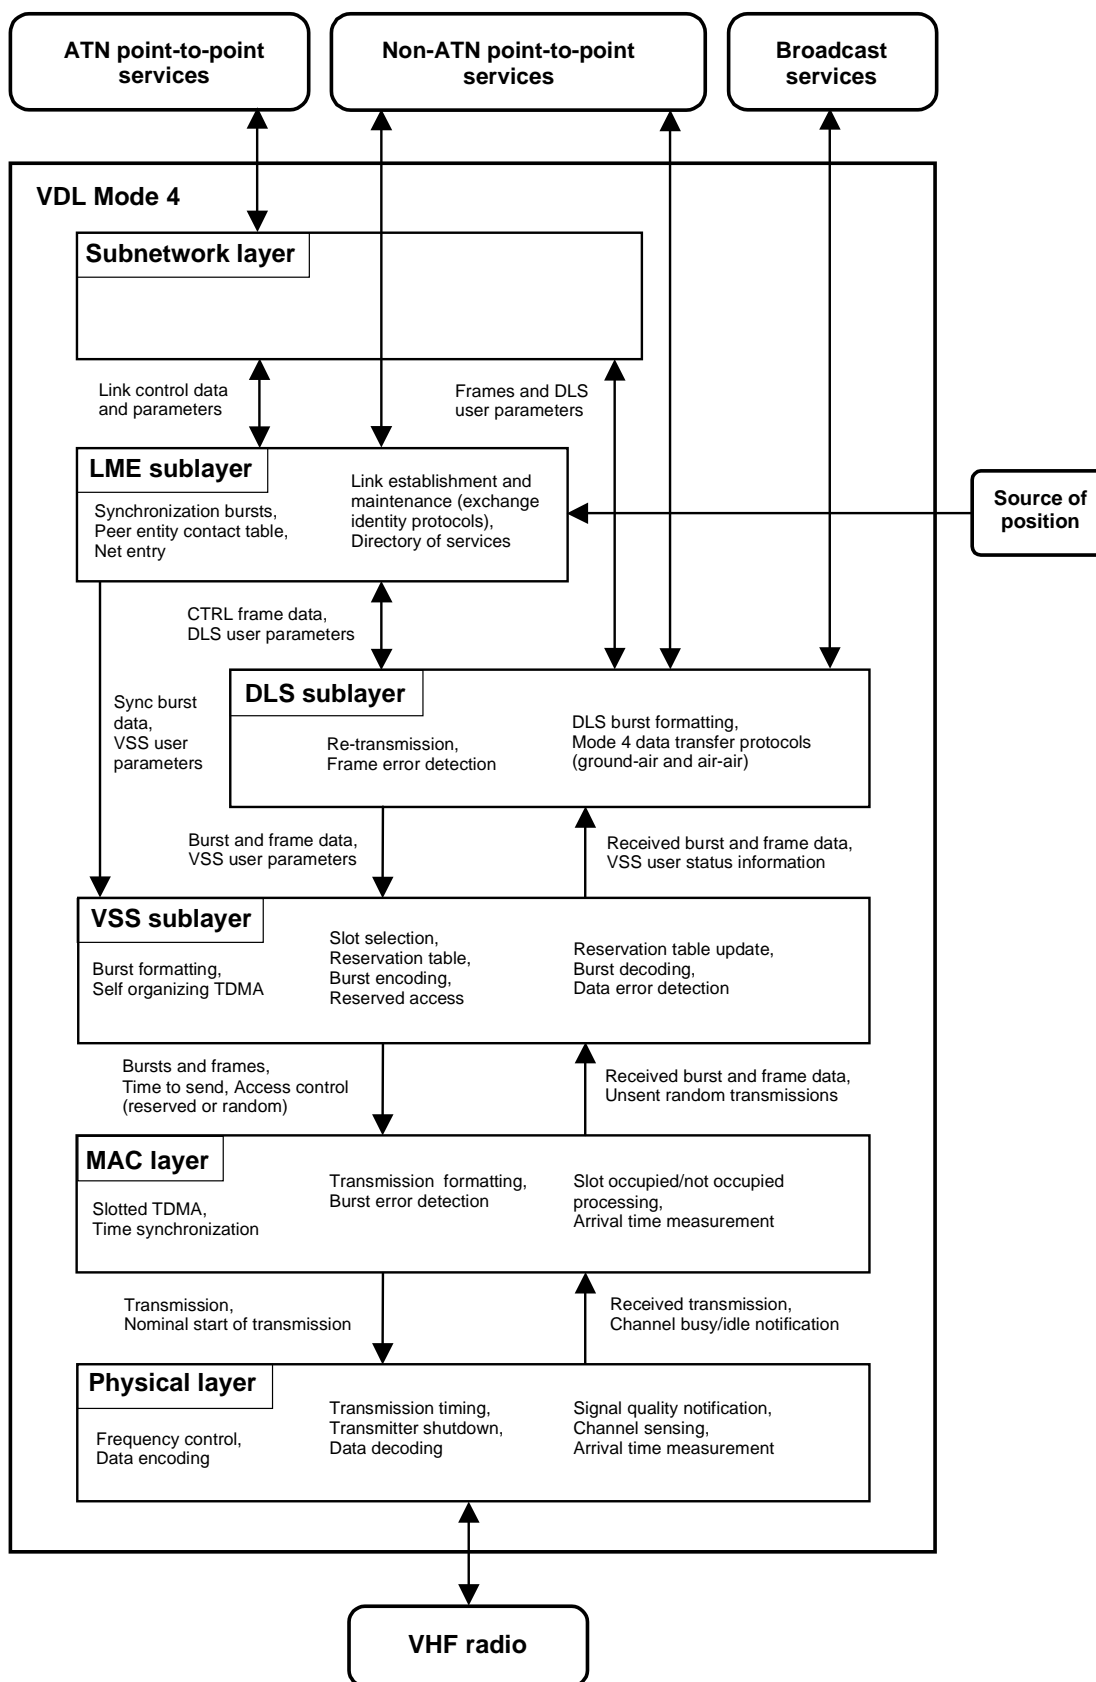 ATN point-to-point
services
Non-ATN point-to-point
services
Broadcast
services
VDL Mode 4
Subnetwork layer
Link control data
and parameters
Frames and DLS
user parameters
LME sublayer
Synchronization bursts,
Peer entity contact table,
Net entry
Link establishment and
maintenance (exchange
identity protocols),
Directory of services
Source of
position
CTRL frame data,
DLS user parameters
Sync burst
data,
VSS user
parameters
DLS sublayer
Re-transmission,
Frame error detection
DLS burst formatting,
Mode 4 data transfer protocols
(ground-air and air-air)
Burst and frame data,
VSS user parameters
Received burst and frame data,
VSS user status information
VSS sublayer
Burst formatting,
Self organizing TDMA
Slot selection,
Reservation table,
Burst encoding,
Reserved access
Reservation table update,
Burst decoding,
Data error detection
Bursts and frames,
Time to send, Access control
(reserved or random)
Received burst and frame data,
Unsent random transmissions
MAC layer
Slotted TDMA,
Time synchronization
Transmission formatting,
Burst error detection
Slot occupied/not occupied
processing,
Arrival time measurement
Transmission,
Nominal start of transmission
Received transmission,
Channel busy/idle notification
Physical layer
Frequency control,
Data encoding
Transmission timing,
Transmitter shutdown,
Data decoding
Signal quality notification,
Channel sensing,
Arrival time measurement
VHF radio